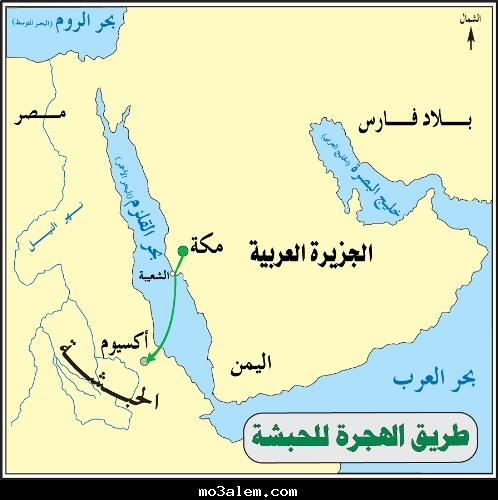 الشمال
بحر الروم (البحر المتوسط)
مصر
بلاد فارس
بحر القلزم (البحر الأحمر)
خليج البصرة (الخليج العربي)
نهر النيل
مكة
الجزيرة العربية
الشعيبة
أكسيوم
الحبشة
اليمن
بحر العرب
طريق الهجرة للحبشة
mo3alem.com